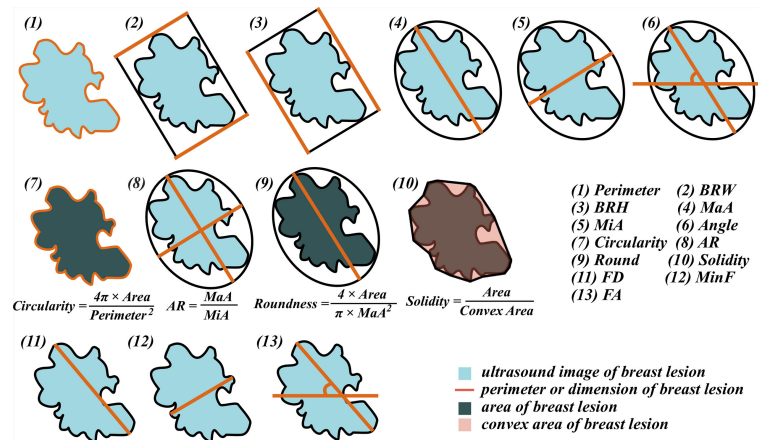 (1) (2) (3) (4) (5) (6)
(7) (8) (9) (10)
(1) Perimeter (2) BRW
(3) BRH (4) MaA
(5) MiA (6) Angle
(7) Circularity (8) AR
(9) Round (10) Solidity
(11) FD (12) MinF
(13) FA
Circularity = 4π × Area / Perimeter²
AR = MaA / MiA
Roundness = 4 × Area / π × MaA²
Solidity = Area / Convex Area
(11) (12) (13)
ultrasound image of breast lesion
perimeter or dimension of breast lesion
area of breast lesion
convex area of breast lesion